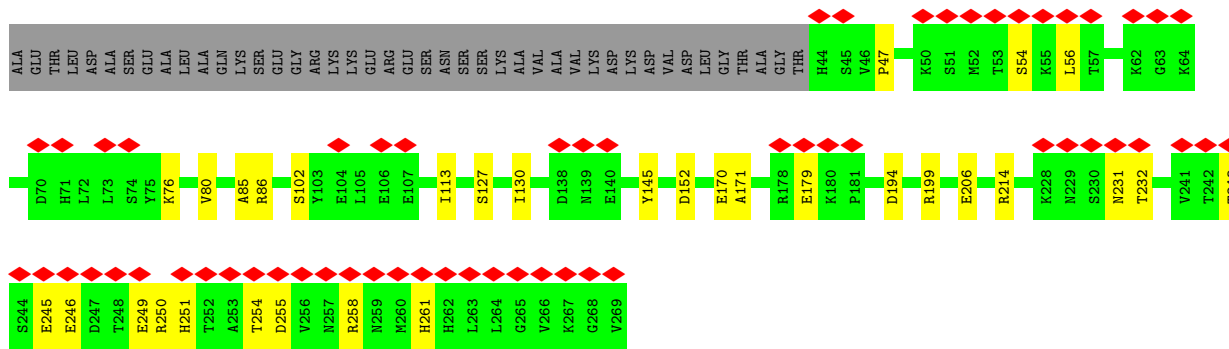 ALA GLU THR LEU ASP ALA SER GLU ALA LEU ALA GLN LYS SER GLU GLY ARG LYS LYS GLU ARG GLU SER ASN SER SER LYS ALA VAL ALA VAL LYS ASP LYS ASP VAL ASP LEU GLY THR ALA GLY THR H44 S45 V46 P47 K50 S51 M52 T53 S54 K55 L56 T57 K62 G63 K64
D70 H71 L72 L73 S74 Y75 K76 V80 A85 R86 S102 Y103 E104 L105 E106 E107 I113 S127 I130 D138 N139 E140 Y145 D152 E170 A171 R178 E179 K180 P181 D194 R199 E206 R214 K228 N229 S230 N231 T232 V241 T242
S244 E245 E246 D247 T248 E249 R250 H251 T252 A253 T254 D255 V256 N257 R258 N259 M260 H261 H262 L263 L264 G265 V266 K267 G268 V269